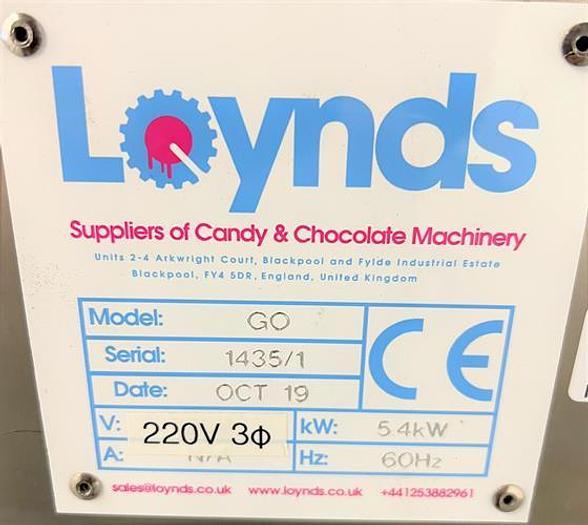 Loynds
Suppliers of Candy & Chocolate Machinery
Units 2-4 Arkwright Court, Blackpool and Fylde Industrial Estate
Blackpool, FY4 5DR, England, United Kingdom
Model: GO
Serial: 1435/1
Date: OCT 19
CE
V: 220V 3ф kW: 5.4kW
A: N/A Hz: 60Hz
sales@loynds.co.uk www.loynds.co.uk +441253882961